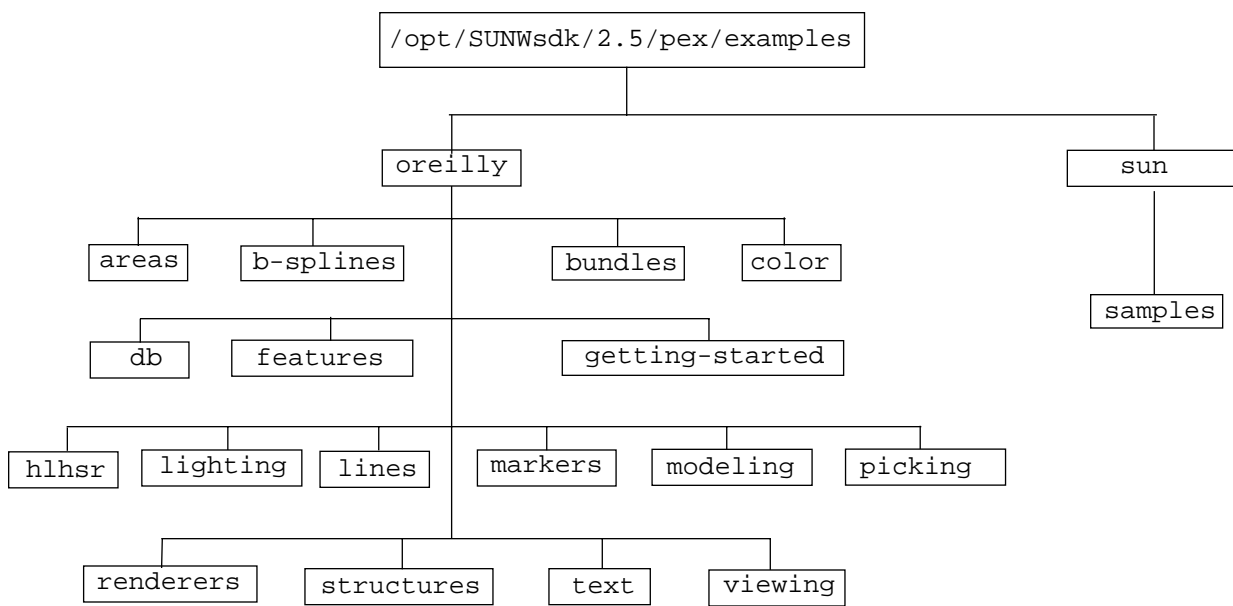 /opt/SUNWsdk/2.5/pex/examples
oreilly
sun
areas
b-splines
bundles
color
samples
db
features
getting-started
hlhsr
lighting
lines
markers
modeling
picking
renderers
structures
text
viewing